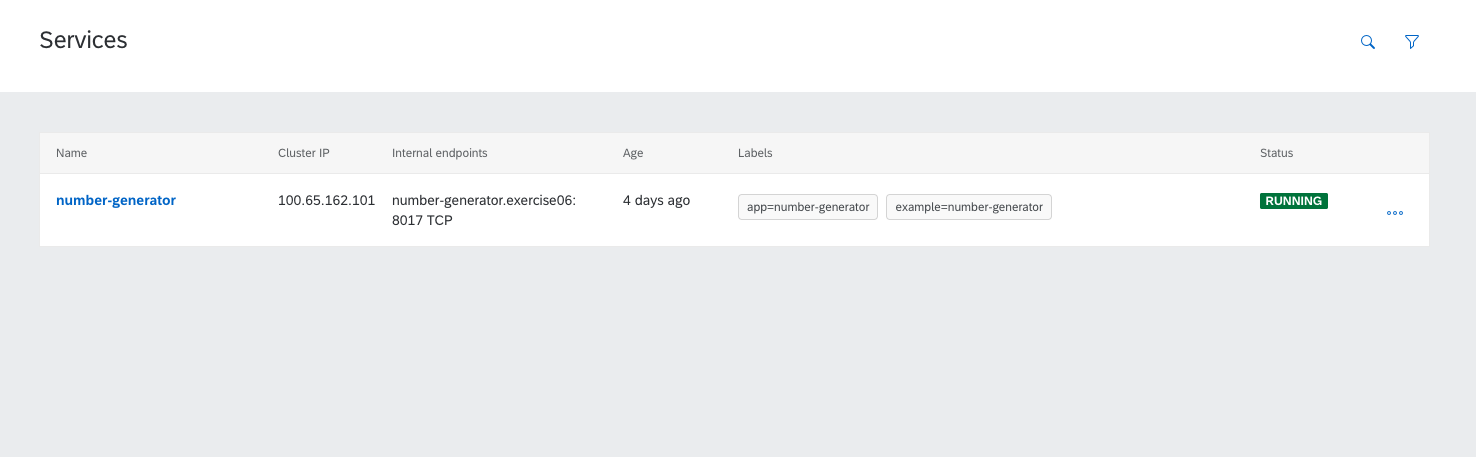 Services
Name Cluster IP Internal endpoints Age Labels Status
number-generator 100.65.162.101 number-generator.exercise06: 4 days ago app=number-generator example=number-generator RUNNING
8017 TCP